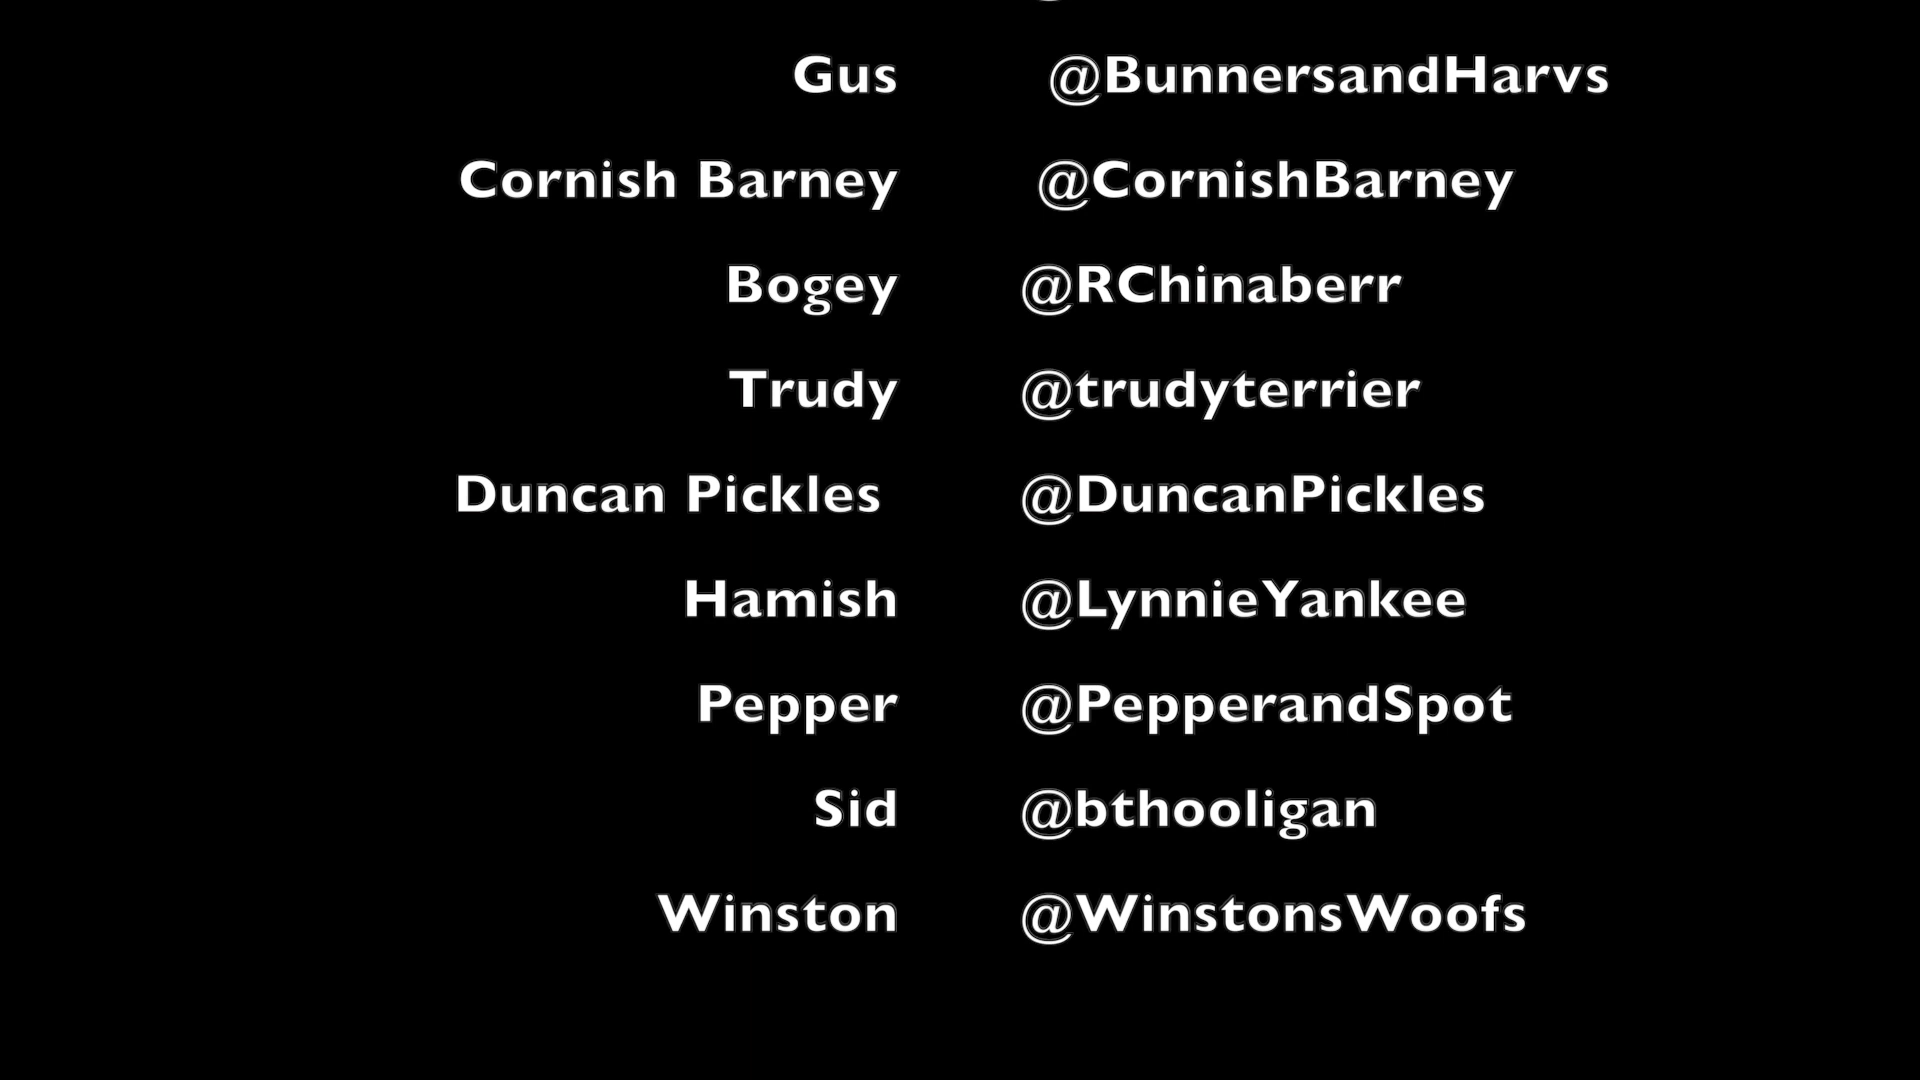 Gus @BunnersandHarvs
Cornish Barney @CornishBarney
Bogey @RChinaberr
Trudy @trudyterrier
Duncan Pickles @DuncanPickles
Hamish @LynnieYankee
Pepper @PepperandSpot
Sid @bthooligan
Winston @WinstonsWoofs